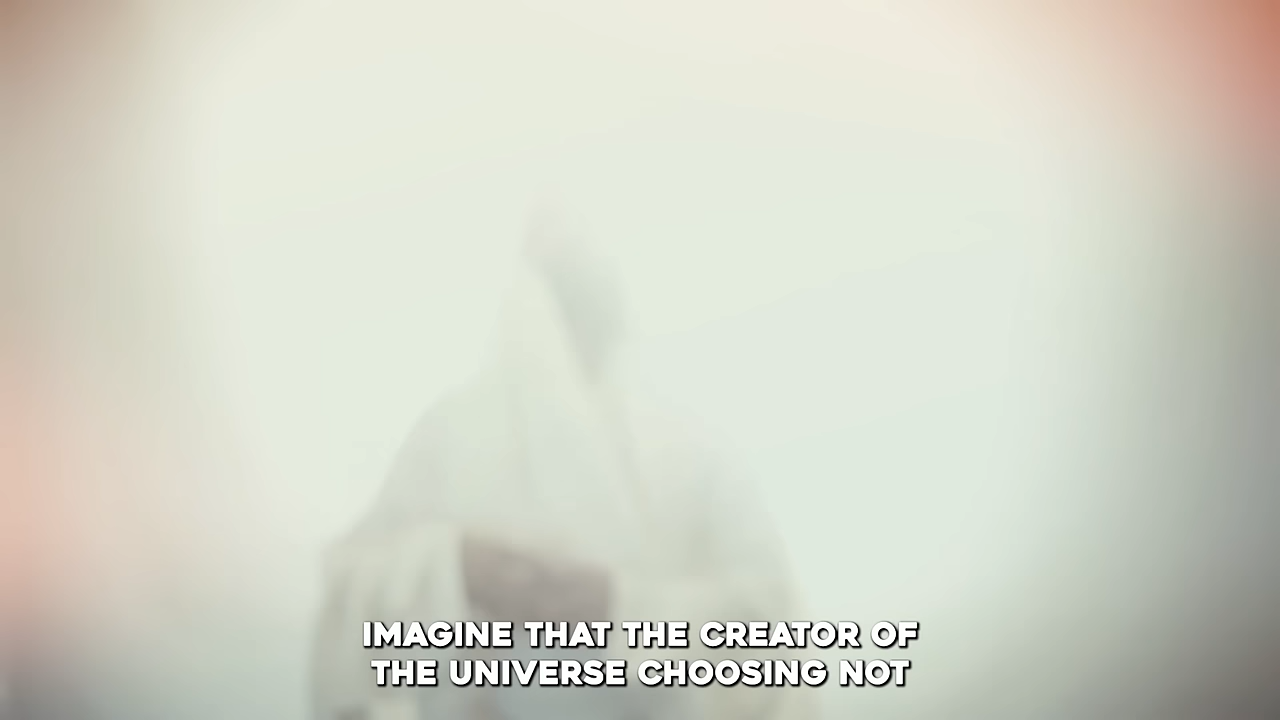 IMAGINE THAT THE CREATOR OF
THE UNIVERSE CHOOSING NOT